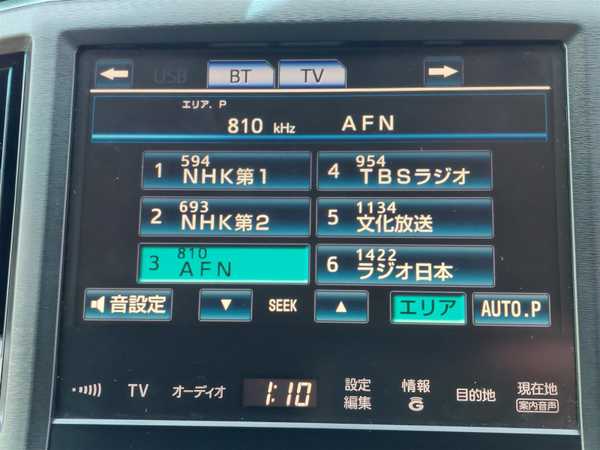 USB BT TV
エリア. P
810 kHz AFN
594
1 NHK第1
954
4 TBSラジオ
693
2 NHK第2
1134
5 文化放送
810
3 AFN
1422
6 ラジオ日本
音設定 ▼ SEEK ▲ エリア AUTO.P
TV オーディオ 1:10 設定編集 情報 G 目的地 現在地
案内音声